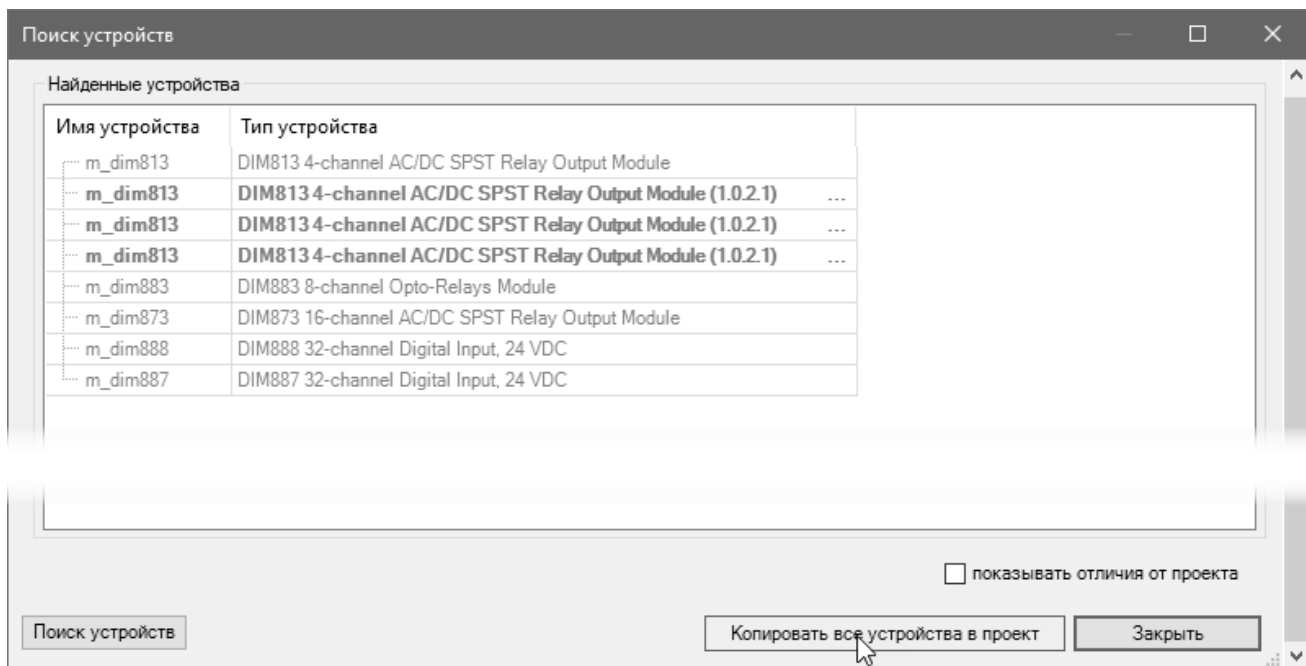 Поиск устройств
Найденные устройства
Имя устройства Тип устройства
m_dim813 DIM813 4-channel AC/DC SPST Relay Output Module
m_dim813 DIM813 4-channel AC/DC SPST Relay Output Module (1.0.2.1) ...
m_dim813 DIM813 4-channel AC/DC SPST Relay Output Module (1.0.2.1) ...
m_dim813 DIM813 4-channel AC/DC SPST Relay Output Module (1.0.2.1) ...
m_dim883 DIM883 8-channel Opto-Relays Module
m_dim873 DIM873 16-channel AC/DC SPST Relay Output Module
m_dim888 DIM888 32-channel Digital Input, 24 VDC
m_dim887 DIM887 32-channel Digital Input, 24 VDC
показывать отличия от проекта
Поиск устройств Копировать все устройства в проект Закрыть